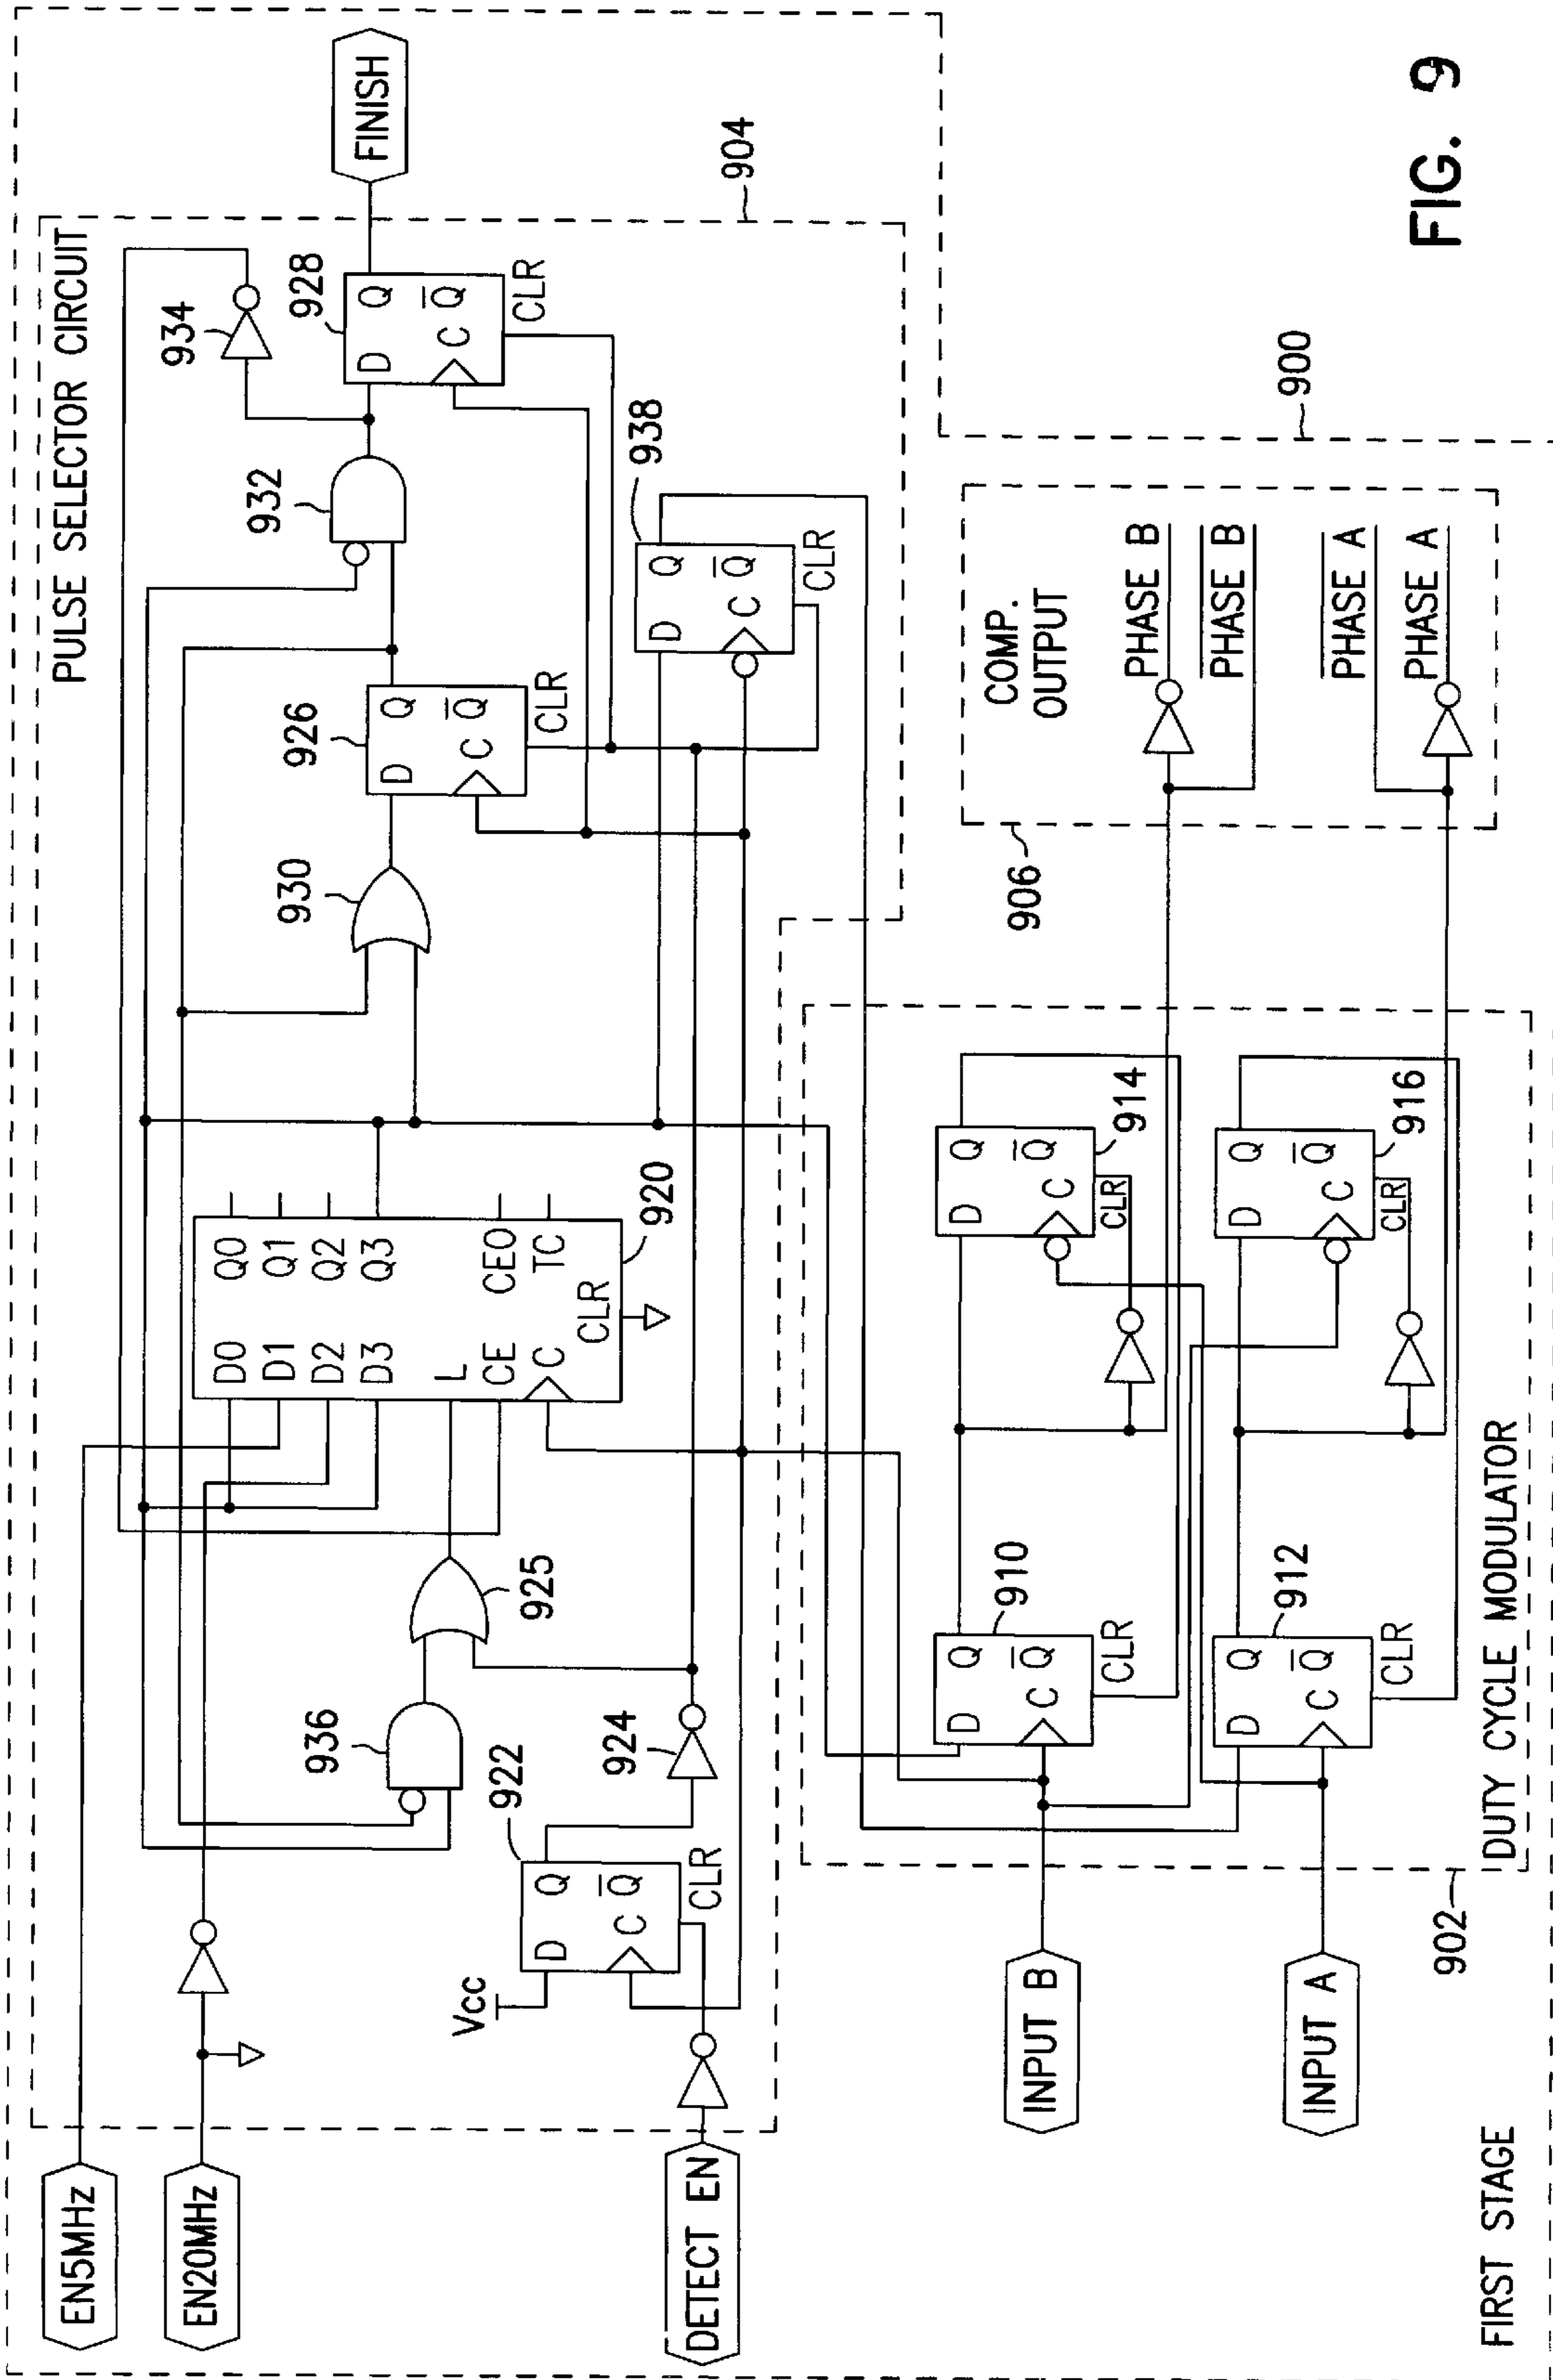 PULSE SELECTOR CIRCUIT
EN5MHz
EN20MHz
DETECT EN
Vcc
922
D Q
C Q̅
CLR
924
936
925
D0 Q0
D1 Q1
D2 Q2
D3 Q3
L
CE CEO
C TC
CLR
920
930
926
D Q
C Q̅
CLR
932
934
928
D Q
C Q̅
CLR
FINISH
938
D Q
C Q̅
CLR
904
INPUT B
INPUT A
910
D Q
C Q̅
CLR
912
D Q
C Q̅
CLR
914
D Q
C Q̅
CLR
916
D Q
C Q̅
CLR
DUTY CYCLE MODULATOR
902
906
COMP.
OUTPUT
PHASE B
P̅H̅A̅S̅E̅ B̅
P̅H̅A̅S̅E̅ A̅
PHASE A
900
FIRST STAGE
FIG. 9